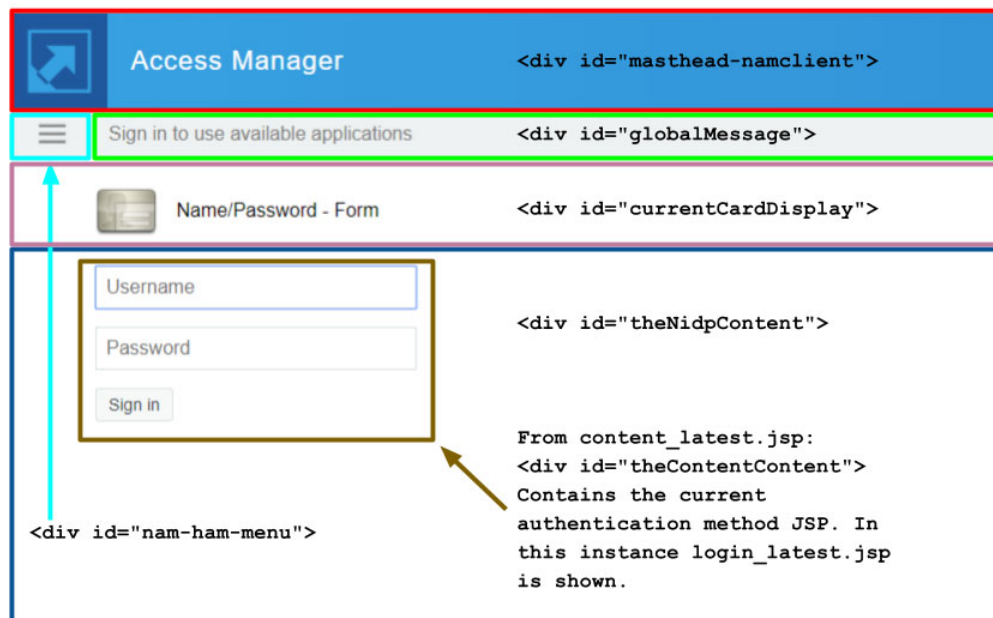 Access Manager <div id="masthead-namclient">
Sign in to use available applications <div id="globalMessage">
Name/Password - Form <div id="currentCardDisplay">
Username
<div id="theNidpContent">
Password
Sign in
From content_latest.jsp:
<div id="theContentContent">
Contains the current
authentication method JSP. In
<div id="nam-ham-menu">
this instance login_latest.jsp
is shown.